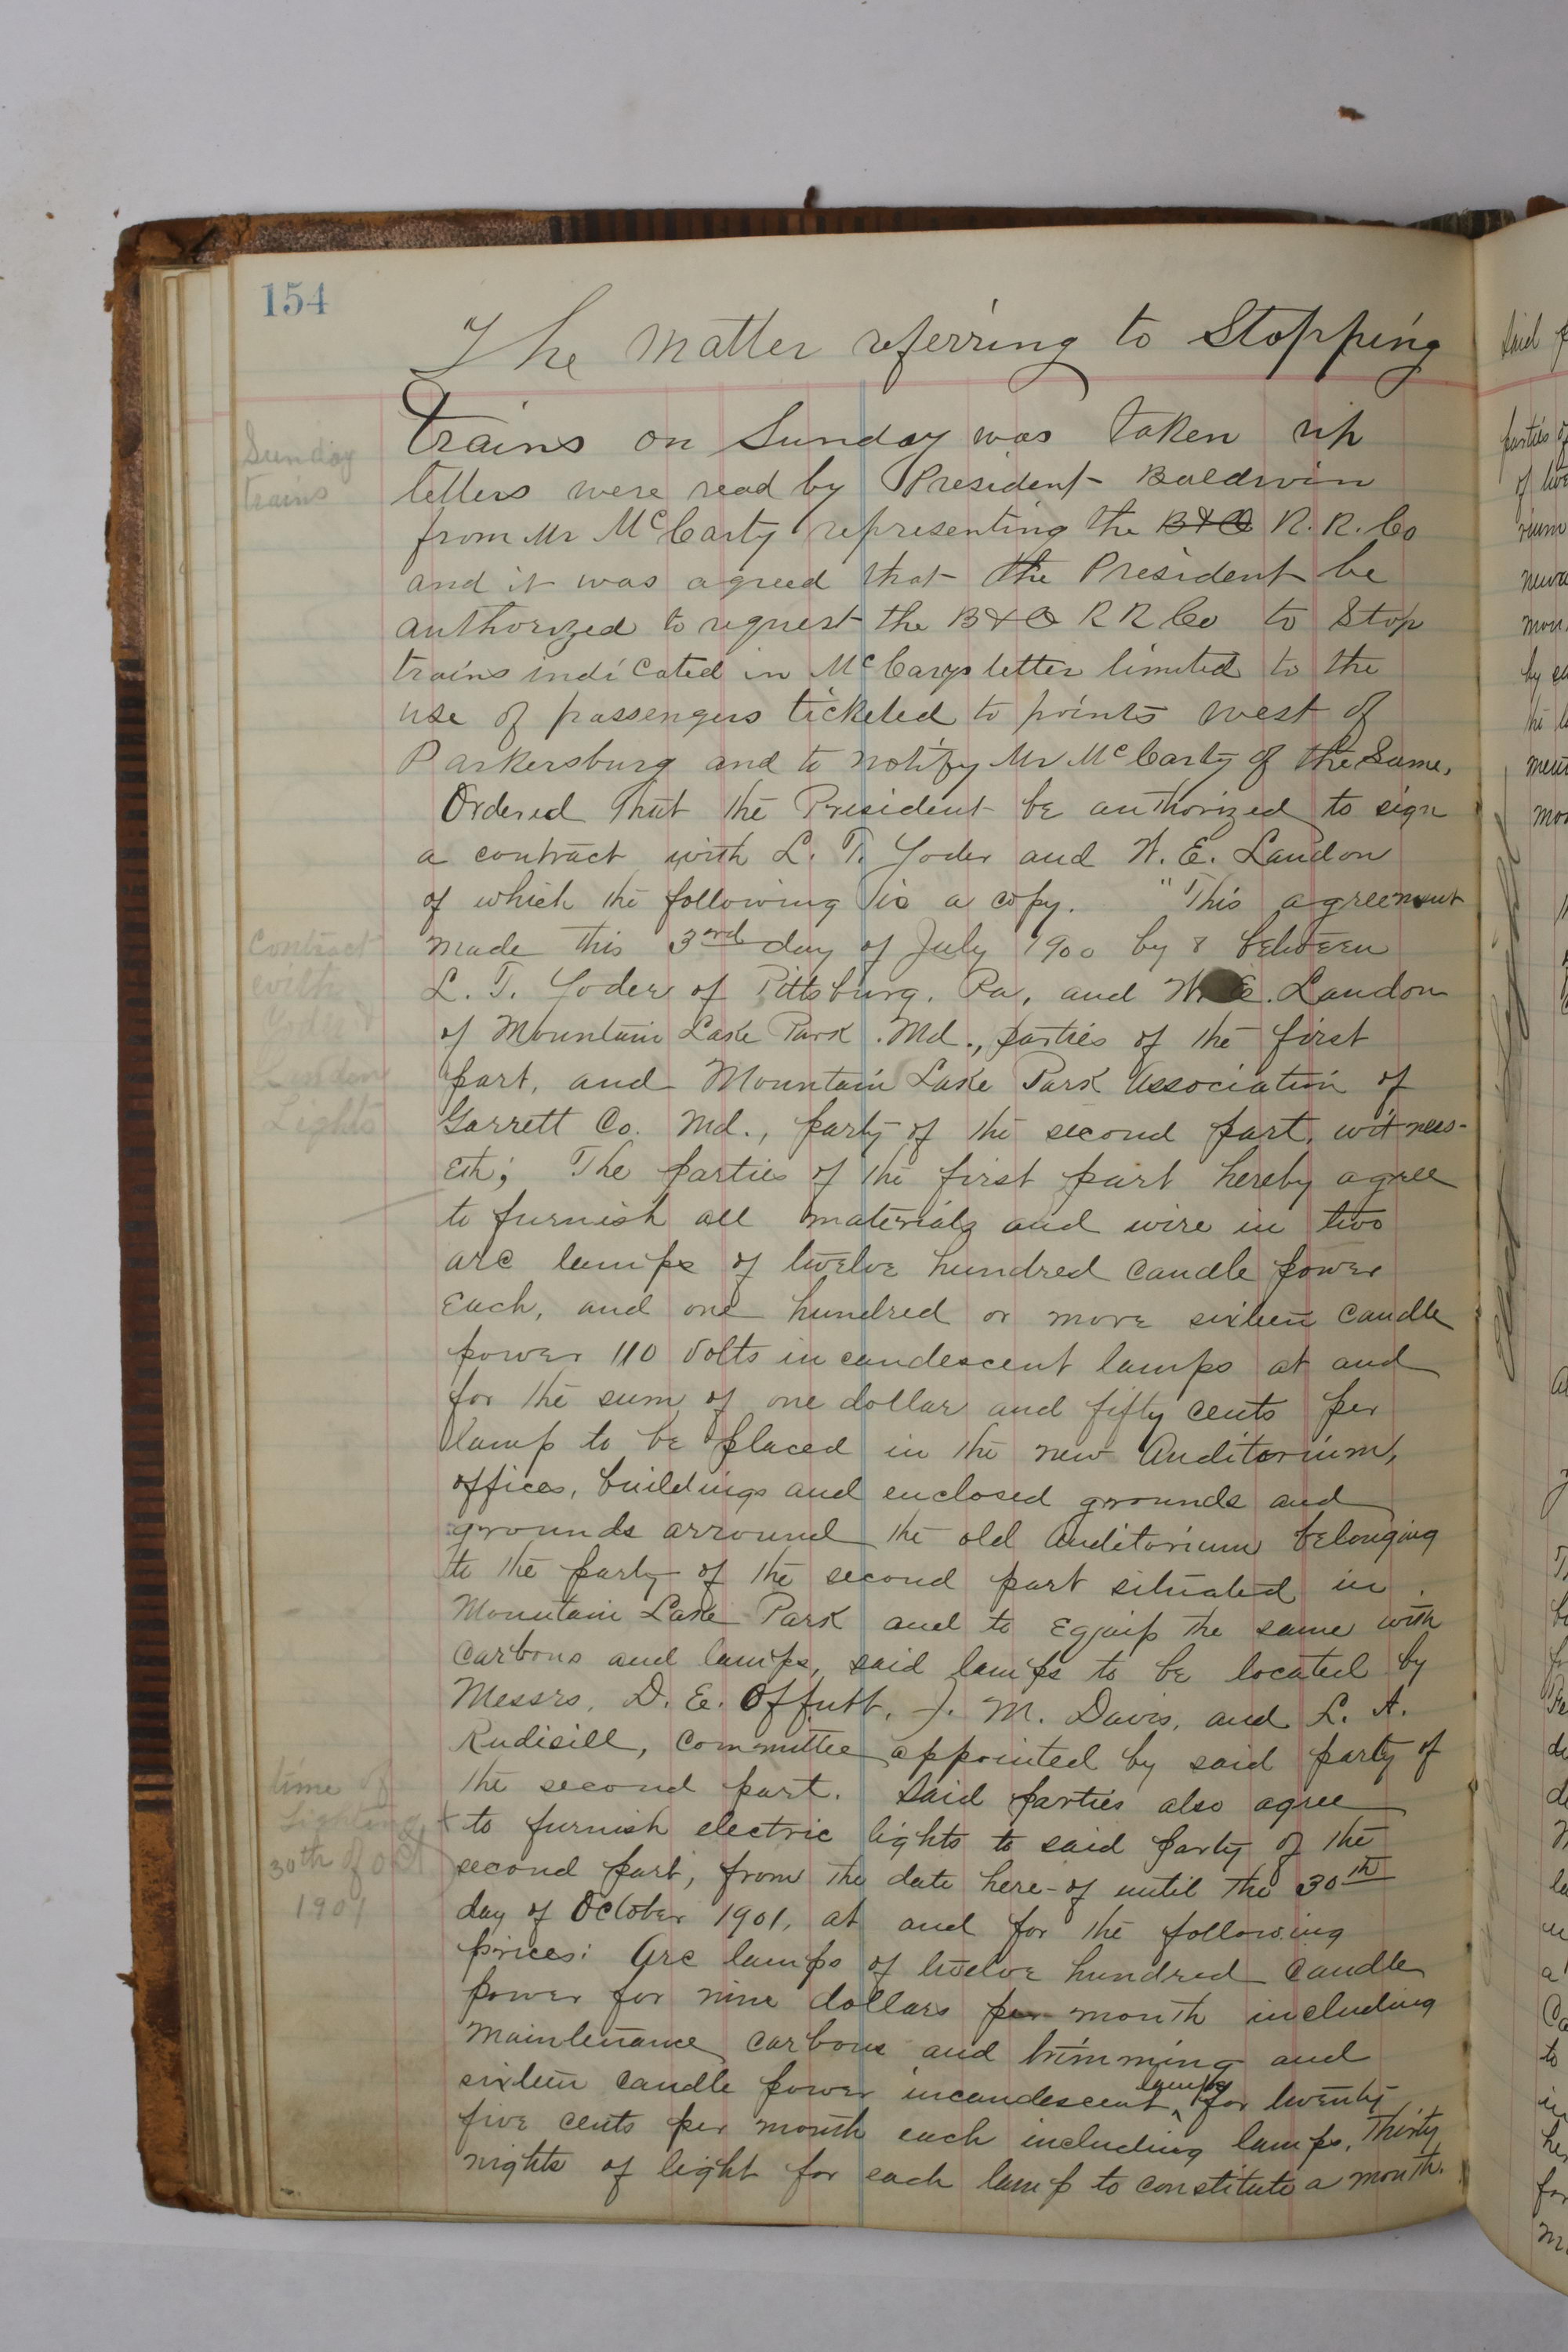 154
The matter referring to Stopping
Sunday
trains
Trains on Sunday was taken up
letters were read by President Baldwin
from Mr McCarty representing the B&O R. R. Co
and it was agreed that the President be
authorized to request the B&O R R Co to Stop
trains indicated in McCarys letter limited to the
use of passengers ticketed to points west of
Parkersburg and to notify Mr McCarty of the Same.
Ordered that the President be authorized to sign
a contract with L. T. Yoder and W. E. Landon
of which the following is a copy. "This agreement
contract
with
Yoder &
Landon
Lights
made this 3rd day of July 1900 by & between
L. T. Yoder of Pittsburg, Pa, and W. E. Landon
of Mountain Lake Park. Md., parties of the first
part, and Mountain Lake Park Association of
Garrett Co. Md., party of the second part, witness-
eth; The parties of the first part hereby agree
to furnish all materials and wire in two
arc lamps of twelve hundred candle power
each, and one hundred or more sixteen candle
power 110 volts incandescent lamps at and
for the sum of one dollar and fifty cents per
lamp to be placed in the new Auditorium,
offices, buildings and enclosed grounds and
grounds arround the old Auditorium belonging
to the party of the second part situated in
Mountain Lake Park and to eqjuip the same with
carbons and lamps, said lamps to be located by
Messrs. D. E. Offutt, J. M. Davis, and L. A.
Rudisill, committee appointed by said party of
the second part. Said parties also agree
time of
Lighting
30th of oct
1901
to furnish electric lights to said party of the
second part, from the date here-of until the 30th
day of October 1901, at and for the following
prices: Arc lamps of twelve hundred candle
power for nine dollars per month including
maintenance carbons and trimming and
sixteen candle power incandescent lamps for twenty
five cents per month each including lamps, Thirty
nights of light for each lamp to constitute a month.